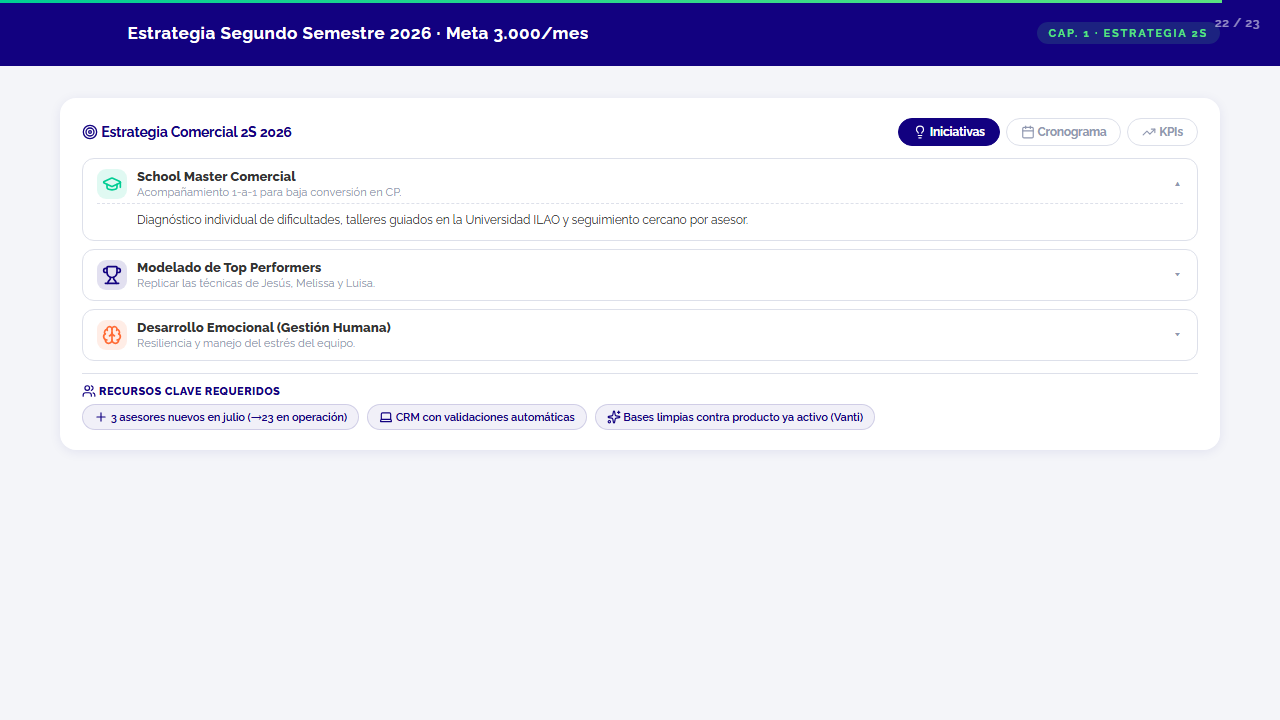 Estrategia Segundo Semestre 2026 · Meta 3.000/mes
CAP. 1 · ESTRATEGIA 2S
22 / 23
Estrategia Comercial 2S 2026
Iniciativas
Cronograma
KPIs
School Master Comercial
Acompañamiento 1-a-1 para baja conversión en CP.
Diagnóstico individual de dificultades, talleres guiados en la Universidad ILAO y seguimiento cercano por asesor.
Modelado de Top Performers
Replicar las técnicas de Jesús, Melissa y Luisa.
Desarrollo Emocional (Gestión Humana)
Resiliencia y manejo del estrés del equipo.
RECURSOS CLAVE REQUERIDOS
3 asesores nuevos en julio (→23 en operación)
CRM con validaciones automáticas
Bases limpias contra producto ya activo (Vanti)